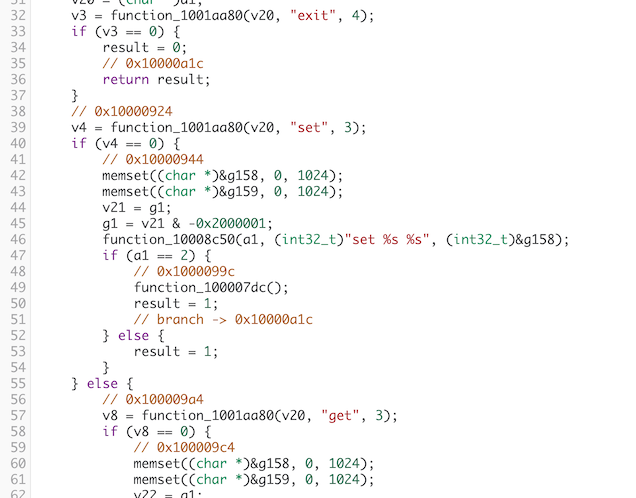 31 v20 = (char *)a1;
32 v3 = function_1001aa80(v20, "exit", 4);
33 if (v3 == 0) {
34 result = 0;
35 // 0x10000a1c
36 return result;
37 }
38 // 0x10000924
39 v4 = function_1001aa80(v20, "set", 3);
40 if (v4 == 0) {
41 // 0x10000944
42 memset((char *)&g158, 0, 1024);
43 memset((char *)&g159, 0, 1024);
44 v21 = g1;
45 g1 = v21 & -0x2000001;
46 function_10008c50(a1, (int32_t)"set %s %s", (int32_t)&g158);
47 if (a1 == 2) {
48 // 0x1000099c
49 function_100007dc();
50 result = 1;
51 // branch -> 0x10000a1c
52 } else {
53 result = 1;
54 }
55 } else {
56 // 0x100009a4
57 v8 = function_1001aa80(v20, "get", 3);
58 if (v8 == 0) {
59 // 0x100009c4
60 memset((char *)&g158, 0, 1024);
61 memset((char *)&g159, 0, 1024);
62 v22 = g1;